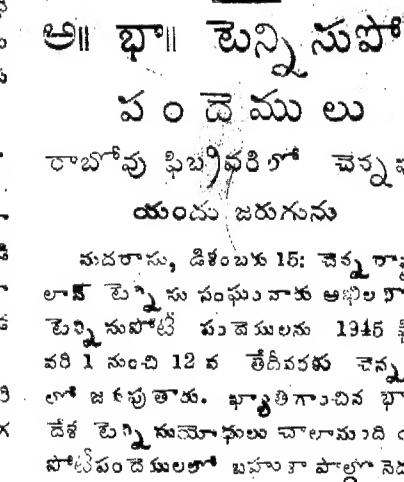 అ॥ భా॥ టెన్ని సుపో
పందెములు
రాబోవు ఫిబ్రవరిలో చెన్న
యందు జరుగును
మదరాసు, డిశంబరు 15: చెన్న రా
లాన్ టెన్నిసు సంఘమువారు అఖిల భా
టెన్నిసుపోటీ పందెములను 1946 ఫి
వరి 1 నుంచి 12 వ తేదీవరకు చెన్న
లో జరుపుతారు. ఖ్యాతిగాంచిన భా
దేశ టెన్నిసుయోధులు చాలామంది
పోటీపందెములలో బహుశా పాల్గొ